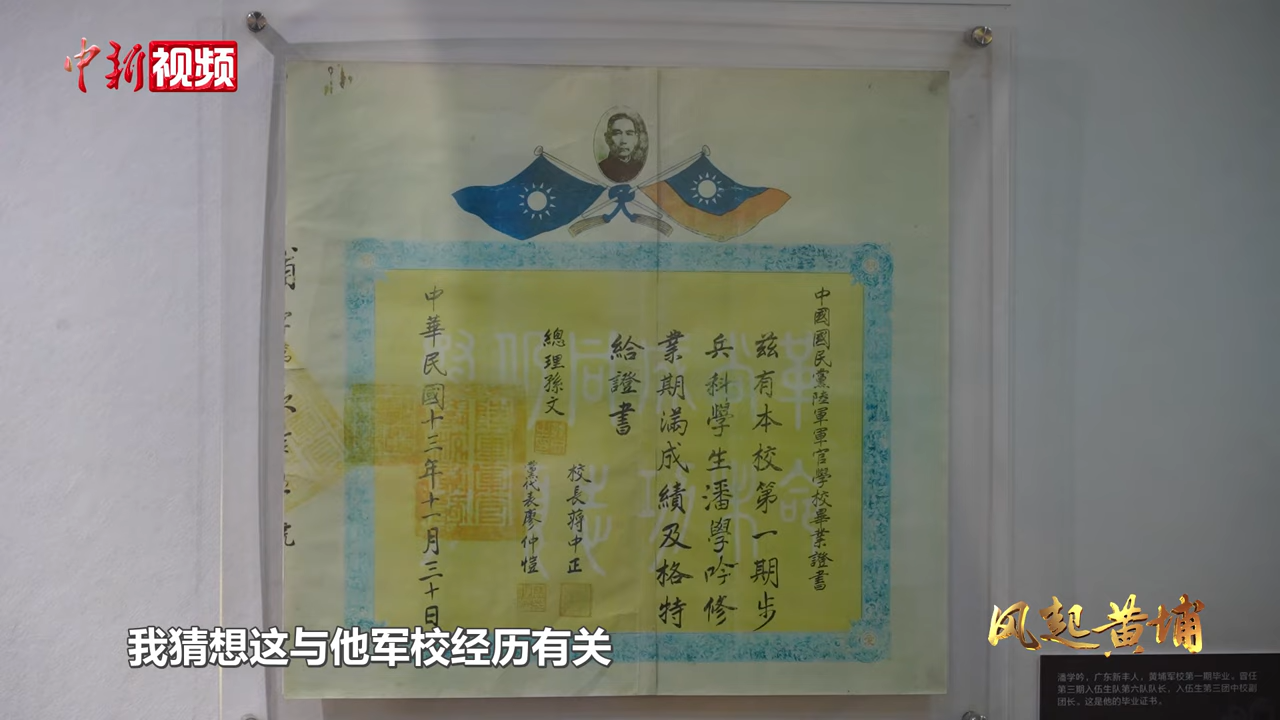 中新视频
中國國民黨陸軍軍官學校畢業證書
茲有本校第一期步
兵科學生潘學吟修
業期滿成績及格特
給證書
總理孫文
校長蔣中正
黨代表廖仲愷
中華民國十三年十一月三十日
我猜想这与他军校经历有关
风起黄埔
潘学吟，广东新丰人，黄埔军校第一期毕业。曾任
第三期入伍生队第六队队长，入伍生第三团中校副
团长。这是他的毕业证书。